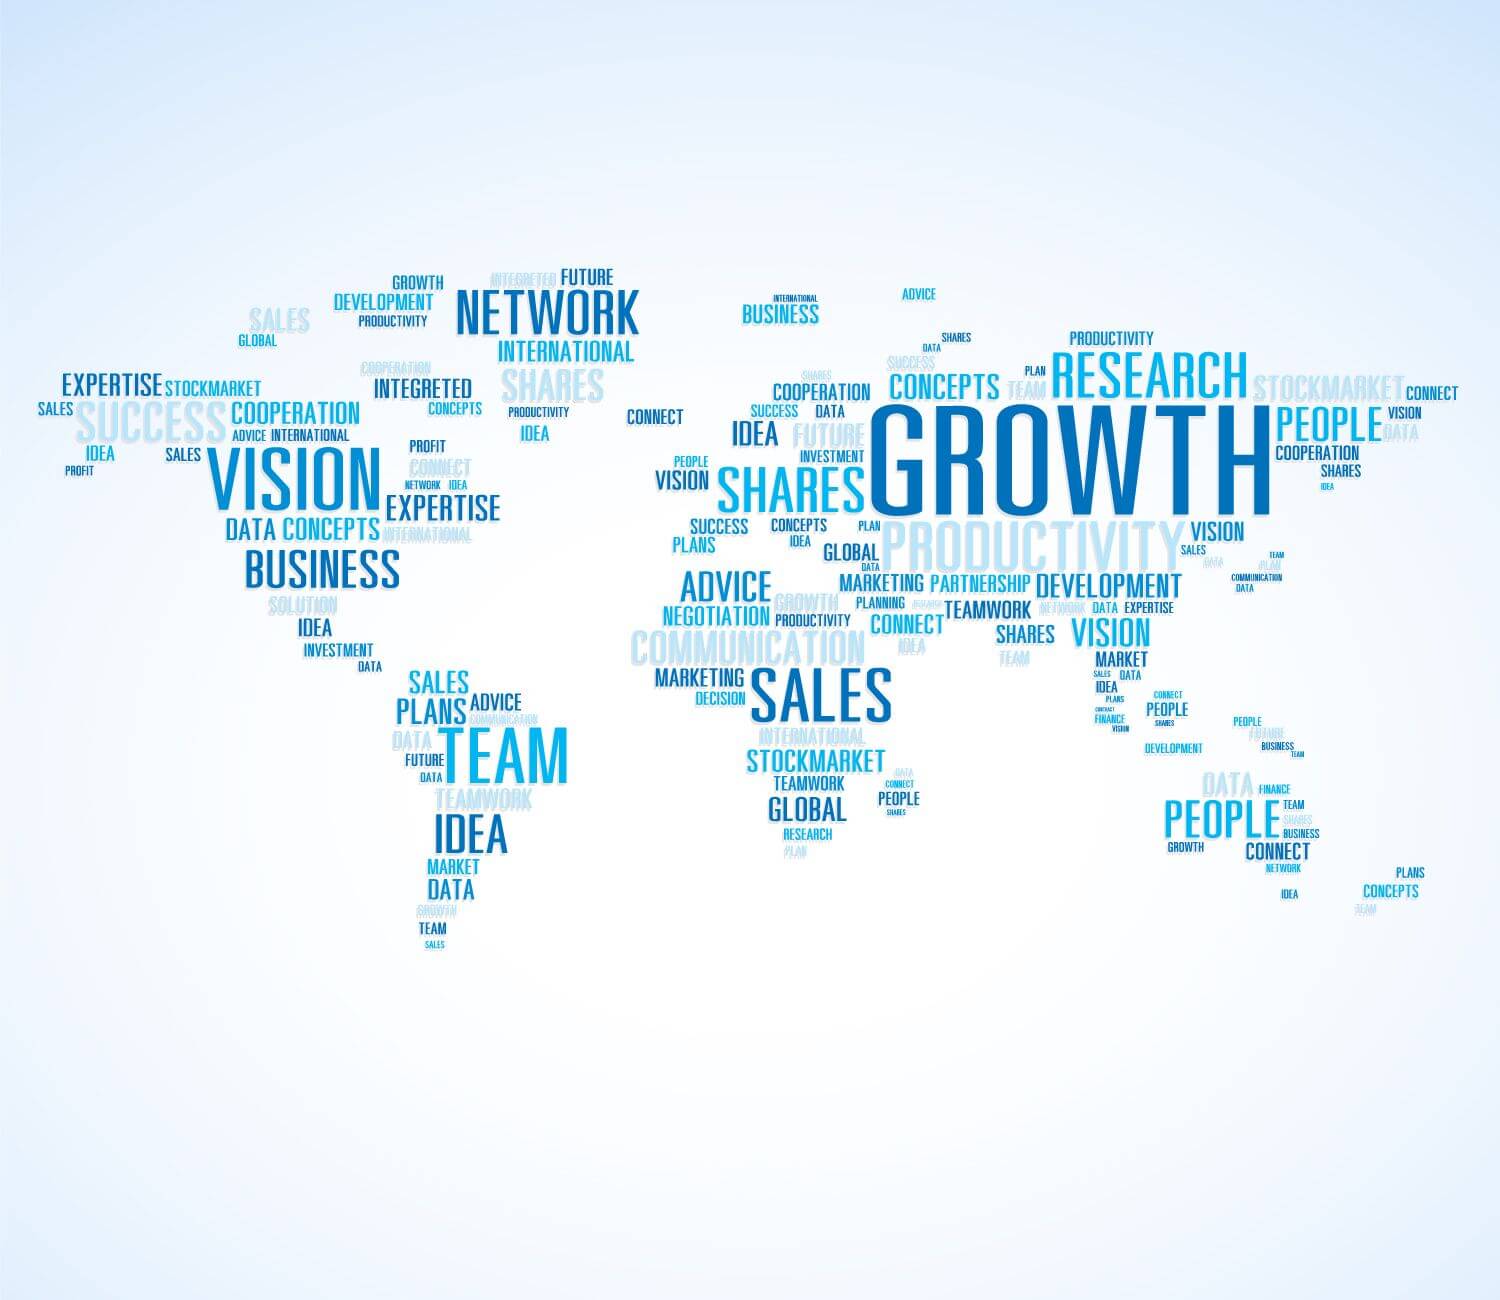 GROWTH
INTEGRETED FUTURE
DEVELOPMENT
NETWORK
PRODUCTIVITY
SALES
GLOBAL
INTERNATIONAL
COOPERATION
INTEGRETED
SHARES
CONCEPTS
PRODUCTIVITY
IDEA
CONNECT
EXPERTISE STOCKMARKET
SALES SUCCESS COOPERATION
ADVICE INTERNATIONAL
IDEA
SALES
PROFIT
VISION
PROFIT
CONNECT
NETWORK IDEA
EXPERTISE
DATA CONCEPTS INTERNATIONAL
BUSINESS
SOLUTION
IDEA
INVESTMENT
DATA
SALES
PLANS ADVICE
COMMUNICATION
DATA TEAM
FUTURE
DATA
TEAMWORK
IDEA
MARKET
DATA
GROWTH
TEAM
SALES
INTERNATIONAL
BUSINESS
ADVICE
SHARES
DATA
PRODUCTIVITY
SUCCESS
SHARES
COOPERATION CONCEPTS
PLAN
TEAM RESEARCH STOCKMARKET CONNECT
SUCCESS DATA
IDEA FUTURE
INVESTMENT
GROWTH
PEOPLE VISION
DATA
COOPERATION
SHARES
IDEA
PEOPLE
VISION SHARES
SUCCESS CONCEPTS PLAN
PLANS IDEA
GLOBAL
DATA
PRODUCTIVITY VISION
SALES
DATA
TEAM
PLAN
COMMUNICATION
DATA
ADVICE
MARKETING PARTNERSHIP DEVELOPMENT
NEGOTIATION GROWTH
PRODUCTIVITY
PLANNING
TEAMWORK NETWORK DATA EXPERTISE
CONNECT
IDEA
SHARES VISION
TEAM
COMMUNICATION
MARKETING SALES
DECISION
INTERNATIONAL
STOCKMARKET
TEAMWORK
GLOBAL
RESEARCH
PLAN
DATA
CONNECT
PEOPLE
SHARES
MARKET
SALES DATA
IDEA
PLANS
CONTRACT
FINANCE
VISION
CONNECT
PEOPLE
SHARES
DEVELOPMENT
PEOPLE
FUTURE
BUSINESS
TEAM
DATA FINANCE
PEOPLE TEAM
SHARES
BUSINESS
GROWTH
CONNECT
NETWORK
IDEA
PLANS
CONCEPTS
TEAM